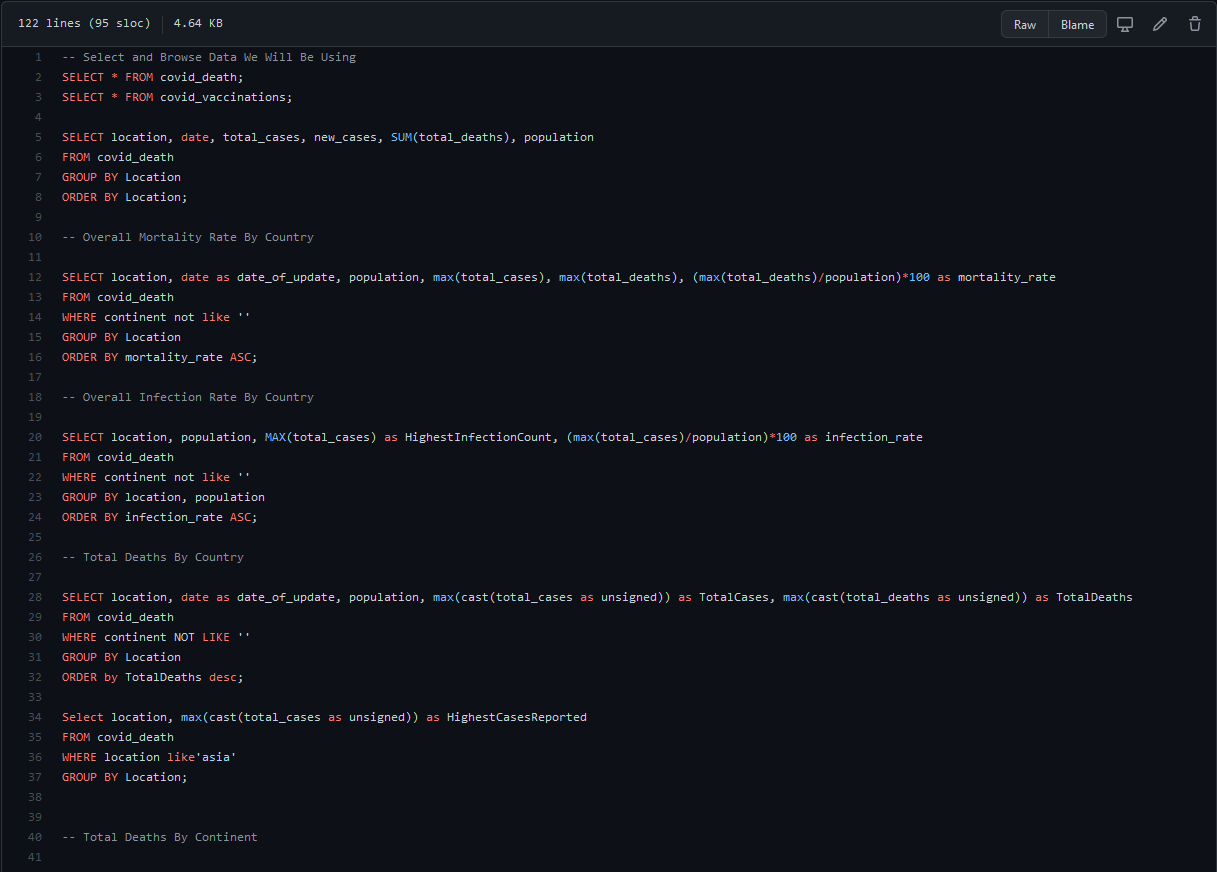 122 lines (95 sloc) 4.64 KB Raw Blame
1 -- Select and Browse Data We Will Be Using
2 SELECT * FROM covid_death;
3 SELECT * FROM covid_vaccinations;
4
5 SELECT location, date, total_cases, new_cases, SUM(total_deaths), population
6 FROM covid_death
7 GROUP BY Location
8 ORDER BY Location;
9
10 -- Overall Mortality Rate By Country
11
12 SELECT location, date as date_of_update, population, max(total_cases), max(total_deaths), (max(total_deaths)/population)*100 as mortality_rate
13 FROM covid_death
14 WHERE continent not like ''
15 GROUP BY Location
16 ORDER BY mortality_rate ASC;
17
18 -- Overall Infection Rate By Country
19
20 SELECT location, population, MAX(total_cases) as HighestInfectionCount, (max(total_cases)/population)*100 as infection_rate
21 FROM covid_death
22 WHERE continent not like ''
23 GROUP BY location, population
24 ORDER BY infection_rate ASC;
25
26 -- Total Deaths By Country
27
28 SELECT location, date as date_of_update, population, max(cast(total_cases as unsigned)) as TotalCases, max(cast(total_deaths as unsigned)) as TotalDeaths
29 FROM covid_death
30 WHERE continent NOT LIKE ''
31 GROUP BY Location
32 ORDER by TotalDeaths desc;
33
34 Select location, max(cast(total_cases as unsigned)) as HighestCasesReported
35 FROM covid_death
36 WHERE location like'asia'
37 GROUP BY Location;
38
39
40 -- Total Deaths By Continent
41